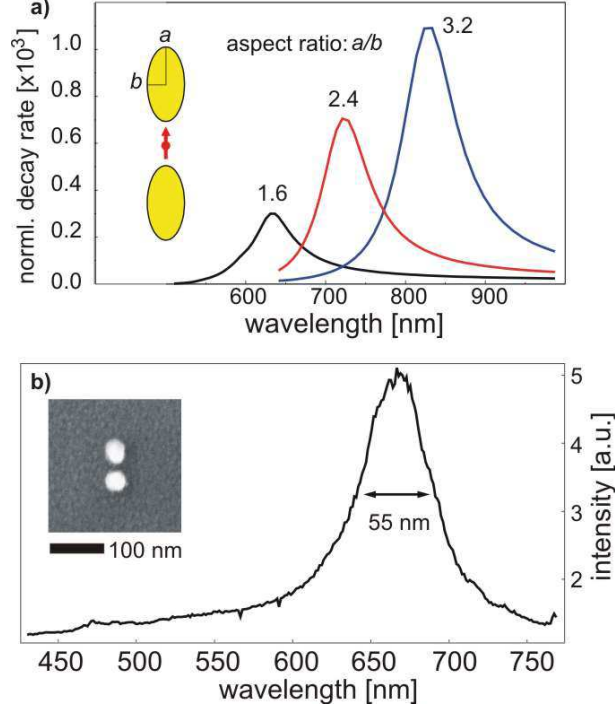 a)
norml. decay rate [x10³]
1.0
0.8
0.6
0.4
0.2
0.0
a
b
aspect ratio: a/b
1.6
2.4
3.2
600 700 800 900
wavelength [nm]
b)
100 nm
55 nm
5
4
3
2
intensity [a.u.]
450 500 550 600 650 700 750
wavelength [nm]